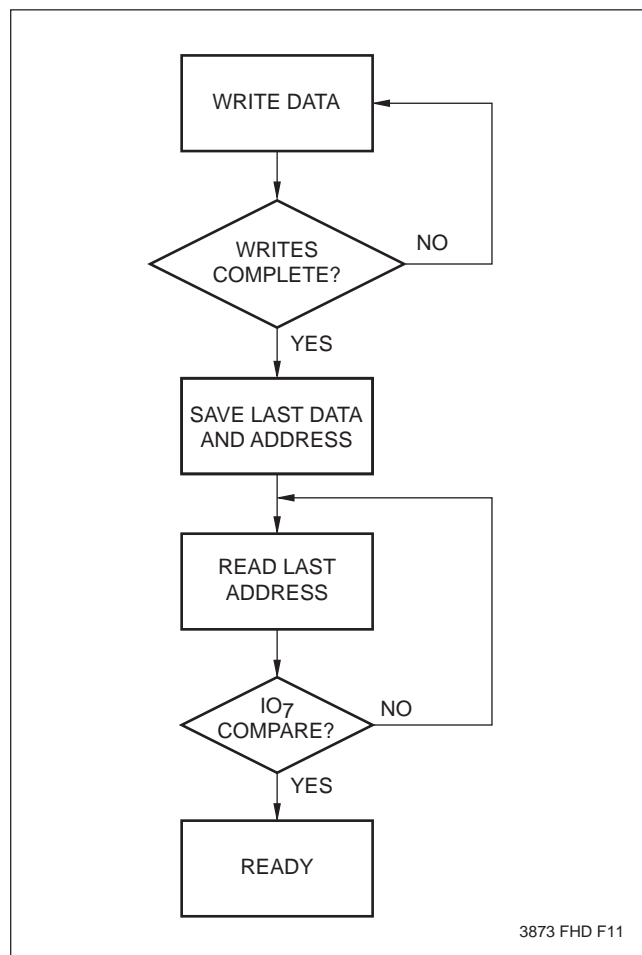 WRITE DATA
WRITES
COMPLETE?
NO
YES
SAVE LAST DATA
AND ADDRESS
READ LAST
ADDRESS
IO7
COMPARE?
NO
YES
READY
3873 FHD F11